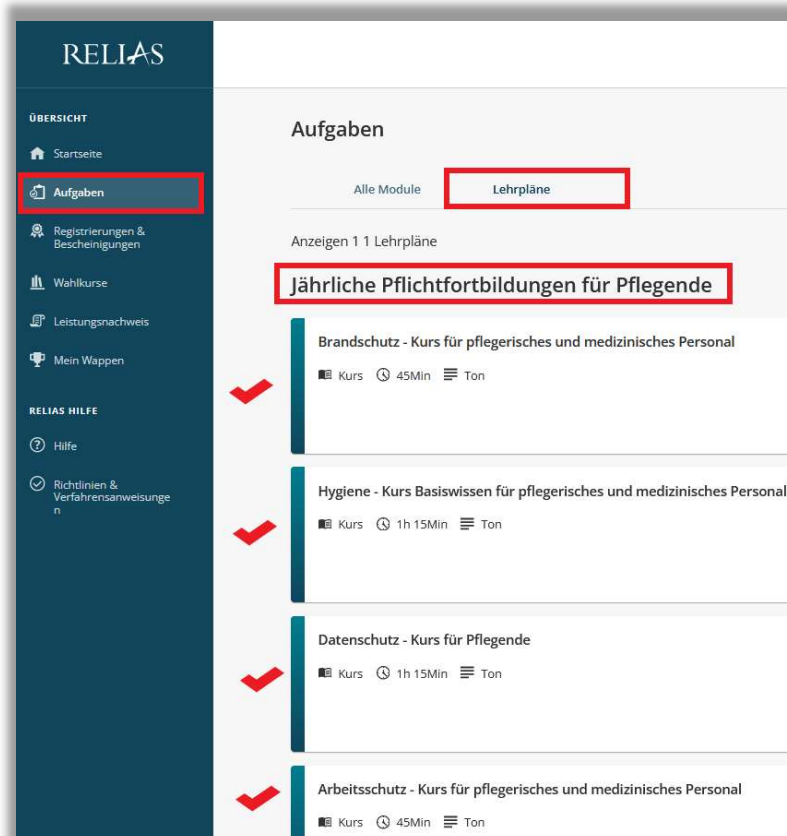 RELIAS
ÜBERSICHT
Startseite
Aufgaben
Registrierungen &
Bescheinigungen
Wahlkurse
Leistungsnachweis
Mein Wappen
RELIAS HILFE
Hilfe
Richtlinien &
Verfahrensanweisunge
n
Aufgaben
Alle Module Lehrpläne
Anzeigen 1 1 Lehrpläne
Jährliche Pflichtfortbildungen für Pflegende
Brandschutz - Kurs für pflegerisches und medizinisches Personal
Kurs 45Min Ton
Hygiene - Kurs Basiswissen für pflegerisches und medizinisches Personal
Kurs 1h 15Min Ton
Datenschutz - Kurs für Pflegende
Kurs 1h 15Min Ton
Arbeitsschutz - Kurs für pflegerisches und medizinisches Personal
Kurs 45Min Ton